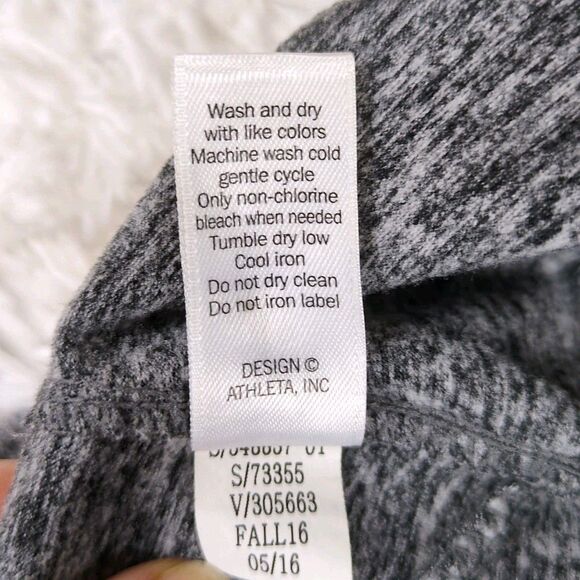 Wash and dry
with like colors
Machine wash cold
gentle cycle
Only non-chlorine
bleach when needed
Tumble dry low
Cool iron
Do not dry clean
Do not iron label
DESIGN ©
ATHLETA, INC
S/73355
V/305663
FALL16
05/16